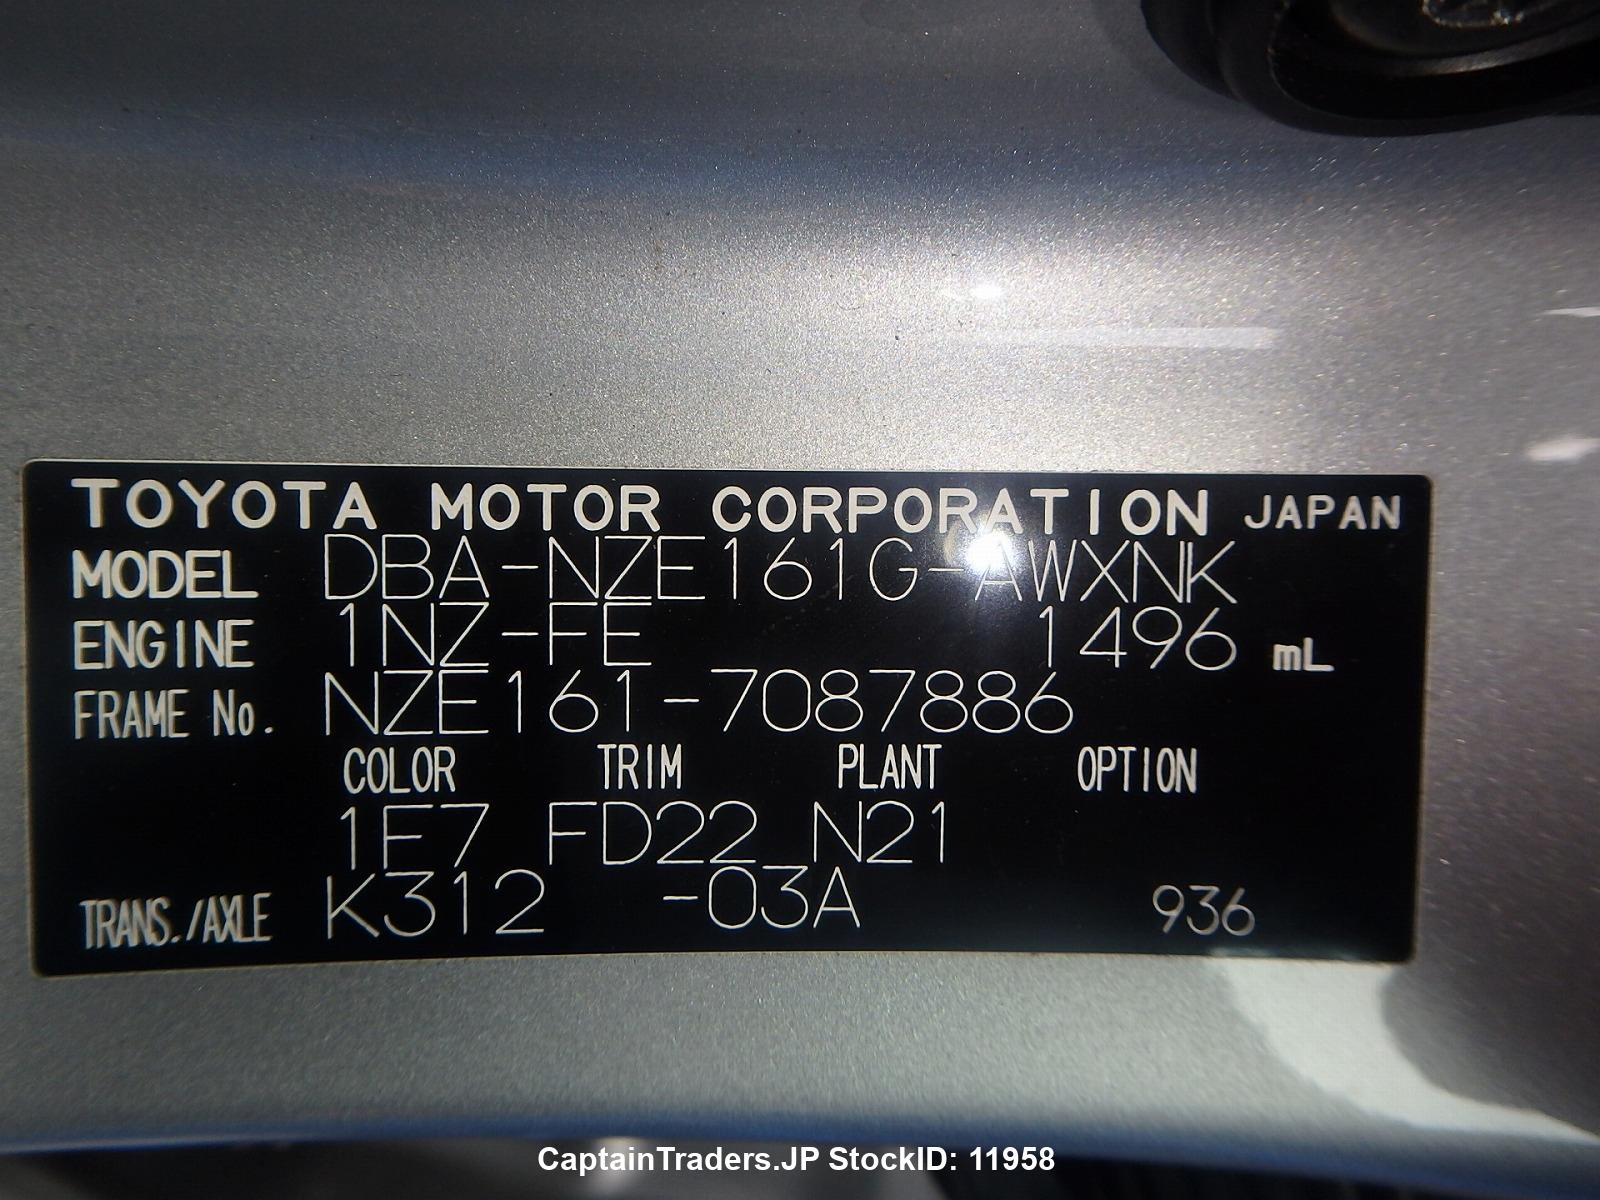 TOYOTA MOTOR CORPORATION JAPAN
MODEL DBA-NZE161G-AWXNK
ENGINE 1NZ-FE 1496 mL
FRAME No. NZE161-7087886
COLOR TRIM PLANT OPTION
1F7 FD22 N21
TRANS./AXLE K312 -03A 936
CaptainTraders.JP StockID: 11958